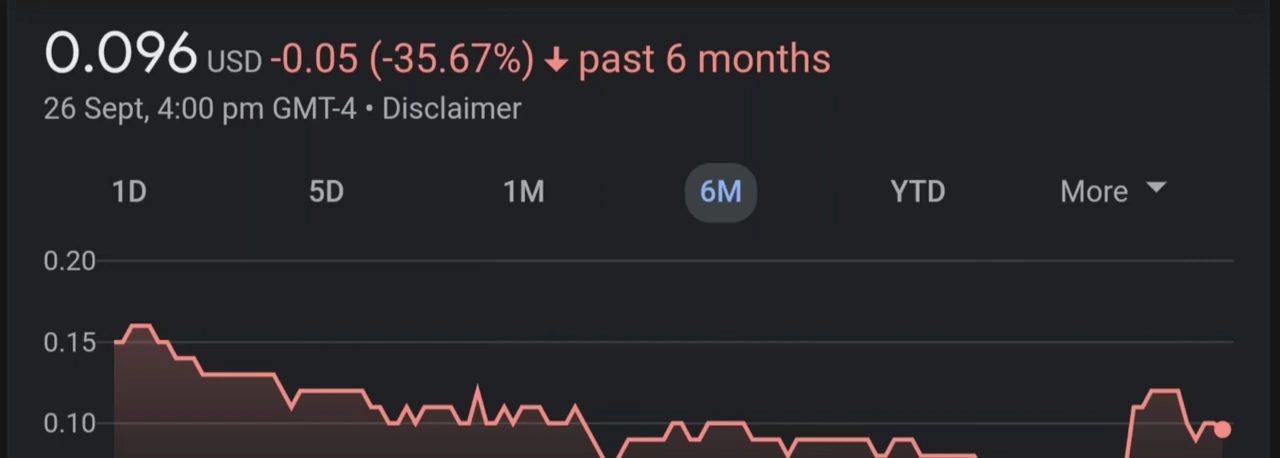 0.096 USD -0.05 (-35.67%) ↓ past 6 months
26 Sept, 4:00 pm GMT-4 • Disclaimer
1D 5D 1M 6M YTD More
0.20
0.15
0.10